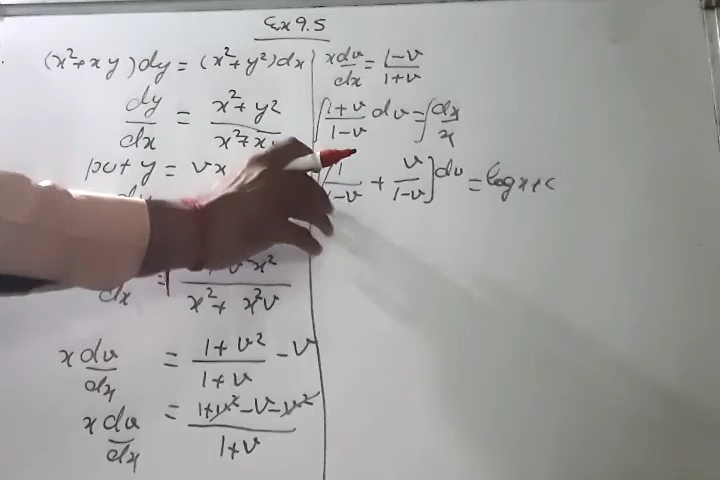 Ex 9.5
(x²+xy)dy = (x²+y²)dx
dy/dx = (x²+y²)/(x²+x
put y = vx
dx = v²x²/(x²+x²v)
x dv/dx = (1+v²)/(1+v) - v
x dv/dx = (1+v²-v-v²)/(1+v)
x dv/dx = (1-v)/(1+v)
∫(1+v)/(1-v) dv = ∫dx/x
1/(1-v) + v/(1-v)] dv = log x + c